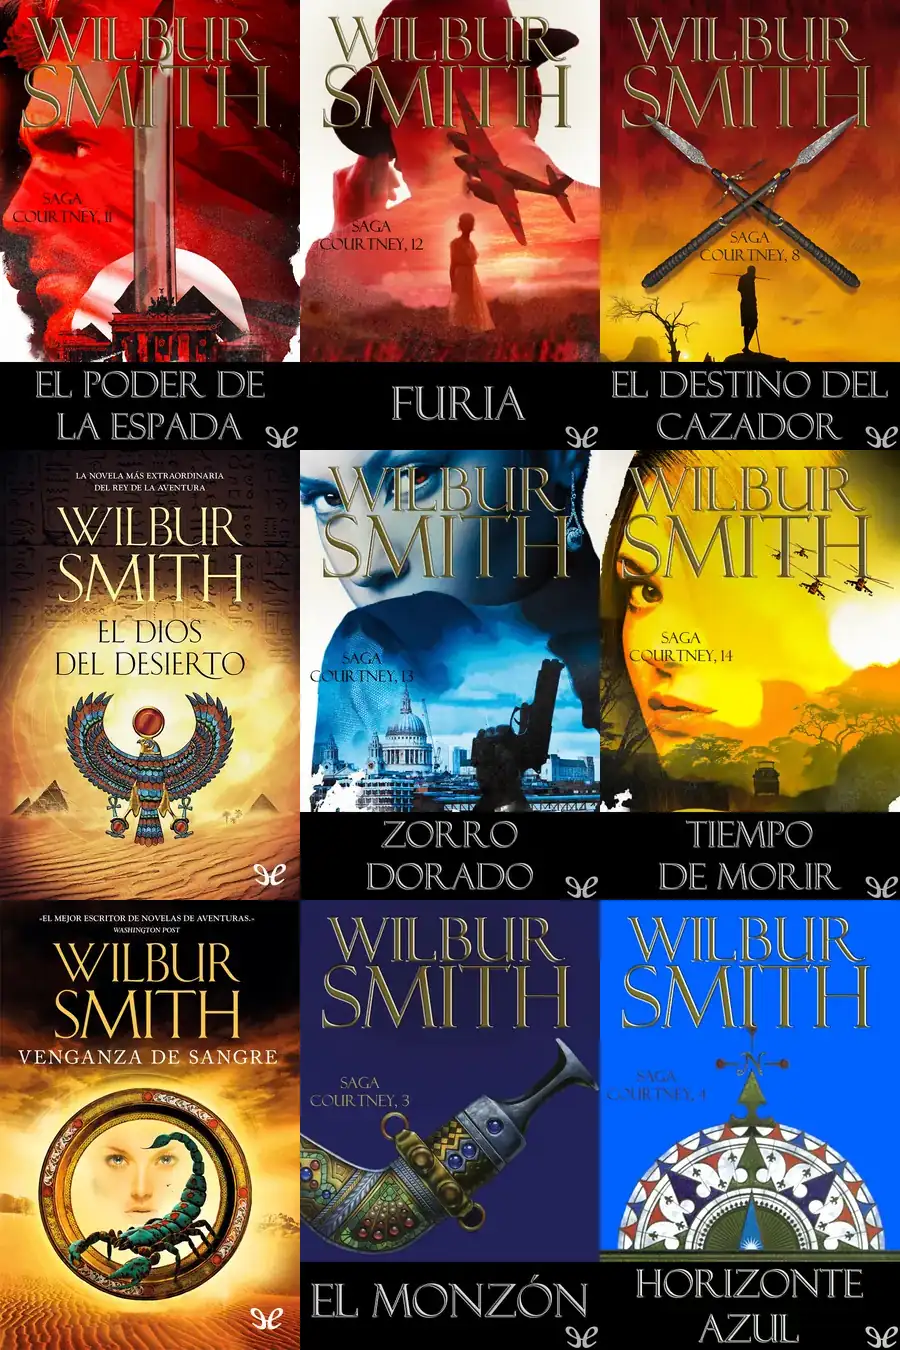 WILBUR
SMITH
SAGA
COURTNEY, 11
EL PODER DE
LA ESPADA
WILBUR
SMITH
SAGA
COURTNEY, 12
FURIA
WILBUR
SMITH
SAGA
COURTNEY, 8
EL DESTINO DEL
CAZADOR
LA NOVELA MÁS EXTRAORDINARIA
DEL REY DE LA AVENTURA
WILBUR
SMITH
EL DIOS
DEL DESIERTO
WILBUR
SMITH
SAGA
COURTNEY, 13
ZORRO
DORADO
WILBUR
SMITH
SAGA
COURTNEY, 14
TIEMPO
DE MORIR
«EL MEJOR ESCRITOR DE NOVELAS DE AVENTURAS.»
WASHINGTON POST
WILBUR
SMITH
VENGANZA DE SANGRE
WILBUR
SMITH
SAGA
COURTNEY, 3
EL MONZÓN
WILBUR
SMITH
N
SAGA
COURTNEY, 4
HORIZONTE
AZUL